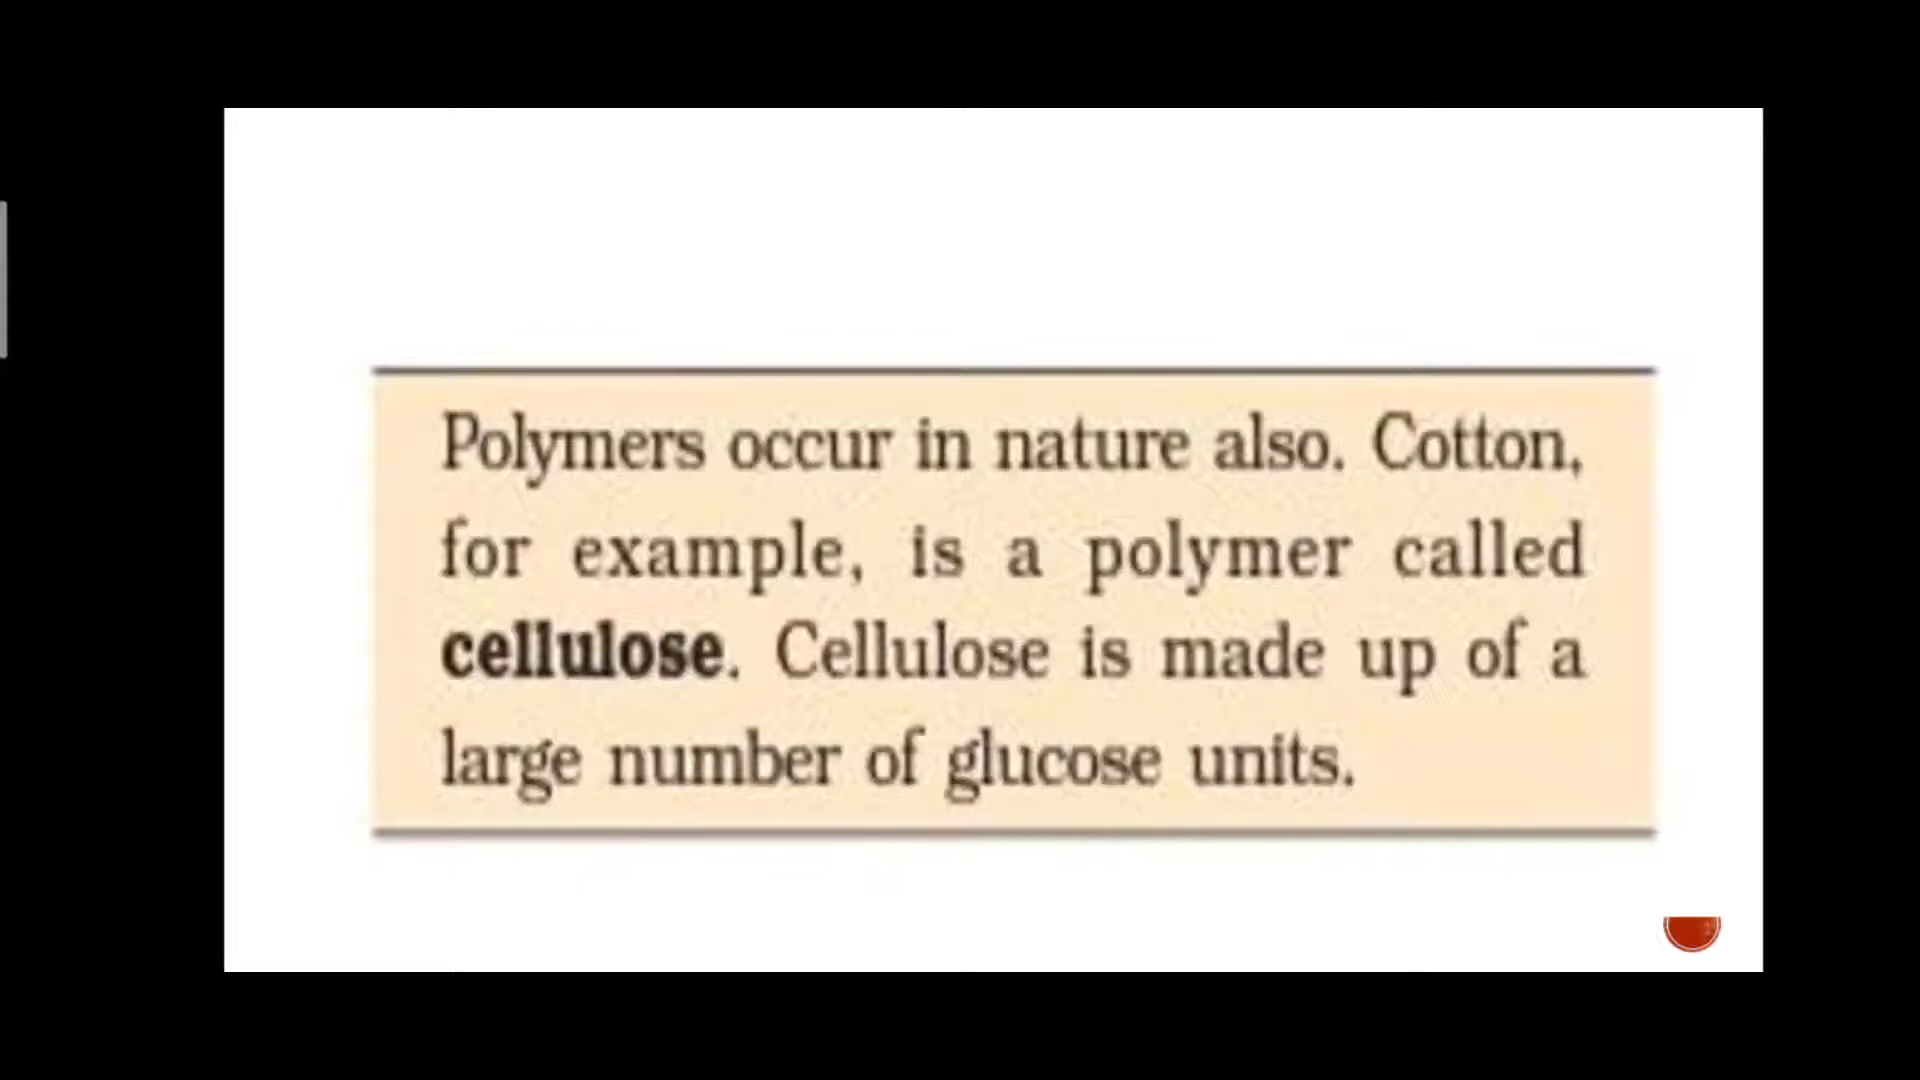 Polymers occur in nature also. Cotton,
for example, is a polymer called
cellulose. Cellulose is made up of a
large number of glucose units.